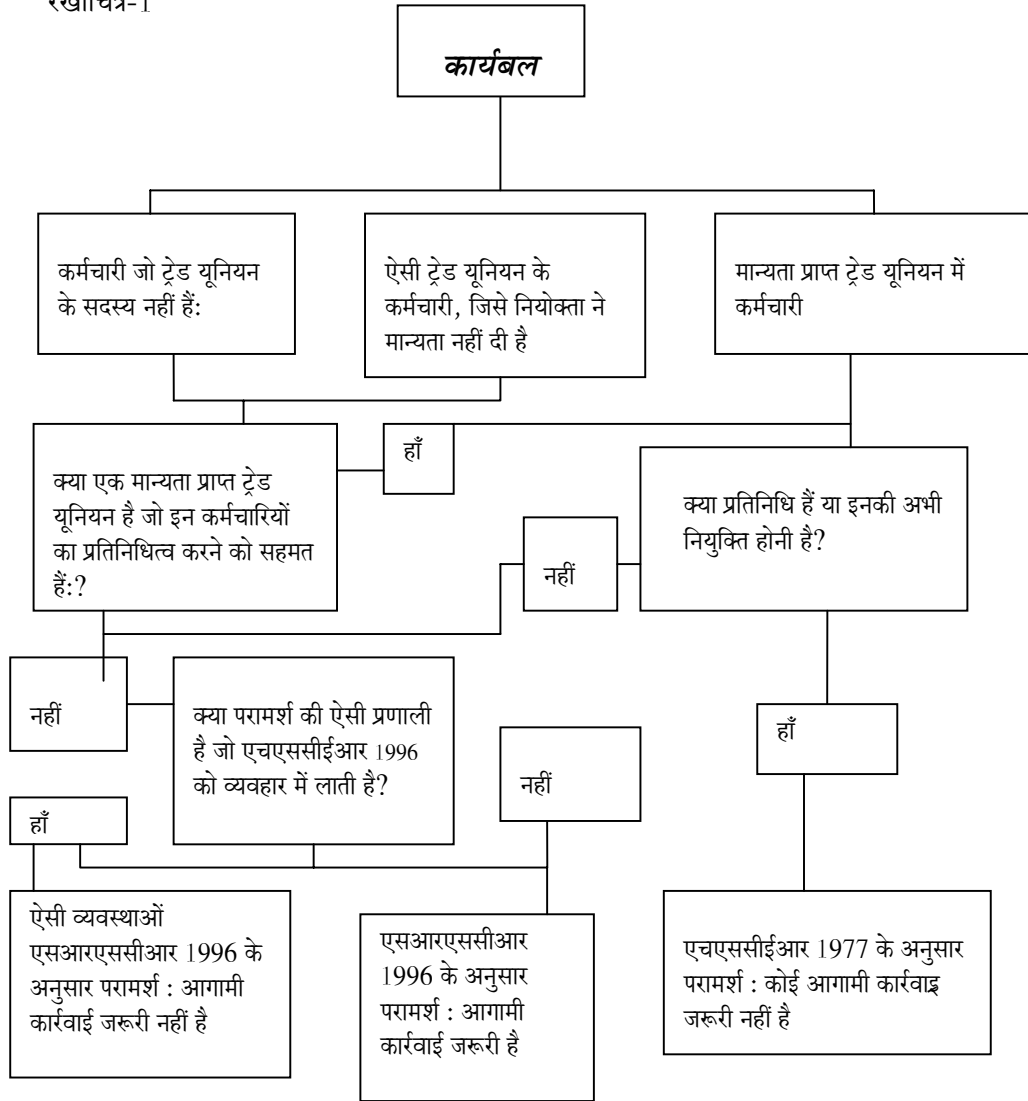 रेखाचित्र-1
कार्यबल
कर्मचारी जो ट्रेड यूनियन
के सदस्य नहीं हैं:
ऐसी ट्रेड यूनियन के
कर्मचारी, जिसे नियोक्ता ने
मान्यता नहीं दी है
मान्यता प्राप्त ट्रेड यूनियन में
कर्मचारी
क्या एक मान्यता प्राप्त ट्रेड
यूनियन है जो इन कर्मचारियों
का प्रतिनिधित्व करने को सहमत
हैं:?
हाँ
क्या प्रतिनिधि हैं या इनकी अभी
नियुक्ति होनी है?
नहीं
नहीं
क्या परामर्श की ऐसी प्रणाली
है जो एचएससीईआर 1996
को व्यवहार में लाती है?
नहीं
हाँ
हाँ
ऐसी व्यवस्थाओं
एसआरएससीआर 1996 के
अनुसार परामर्श : आगामी
कार्रवाई जरूरी नहीं है
एसआरएससीआर
1996 के अनुसार
परामर्श : आगामी
कार्रवाई जरूरी है
एचएससीईआर 1977 के अनुसार
परामर्श : कोई आगामी कार्रवाइ
जरूरी नहीं है